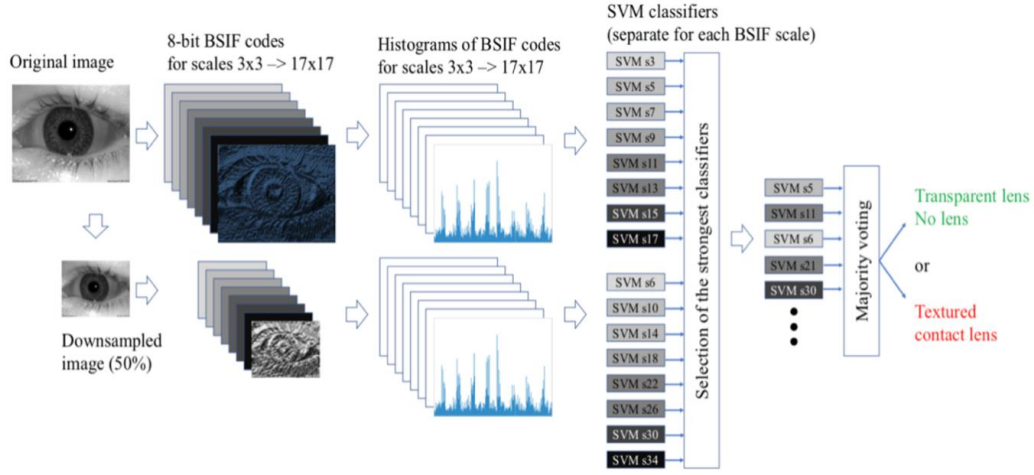 Original image
8-bit BSIF codes
for scales 3x3 –> 17x17
Histograms of BSIF codes
for scales 3x3 –> 17x17
SVM classifiers
(separate for each BSIF scale)
SVM s3
SVM s5
SVM s7
SVM s9
SVM s11
SVM s13
SVM s15
SVM s17
Downsampled
image (50%)
SVM s6
SVM s10
SVM s14
SVM s18
SVM s22
SVM s26
SVM s30
SVM s34
Selection of the strongest classifiers
SVM s5
SVM s11
SVM s6
SVM s21
SVM s30
Majority voting
Transparent lens
No lens
or
Textured
contact lens